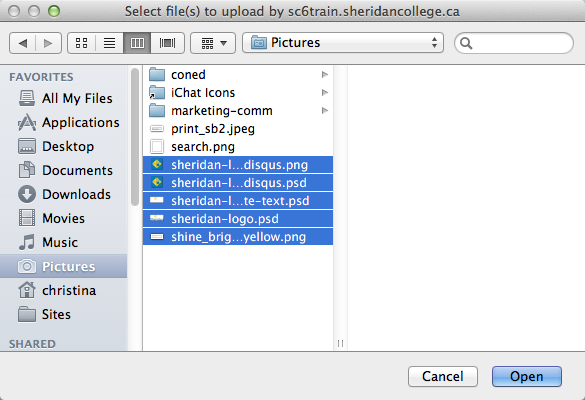 Select file(s) to upload by sc6train.sheridancollege.ca
Pictures
FAVORITES
All My Files
Applications
Desktop
Documents
Downloads
Movies
Music
Pictures
christina
Sites
SHARED
coned
iChat Icons
marketing-comm
print_sb2.jpeg
search.png
sheridan-l...disqus.png
sheridan-l...disqus.psd
sheridan-l...te-text.psd
sheridan-logo.psd
shine_brig...yellow.png
Cancel
Open